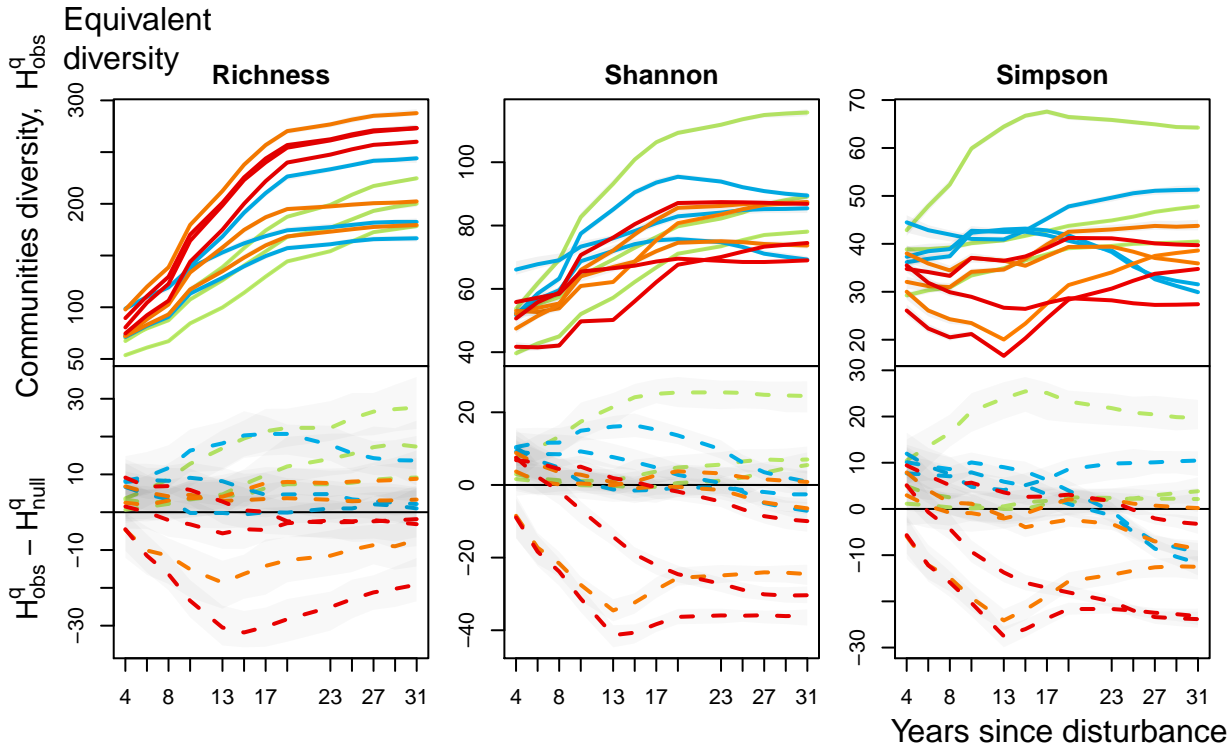 Equivalent
diversity
Richness Shannon Simpson
Communities diversity, H^q_obs
50 100 200 300
40 60 80 100
20 30 40 50 60 70
H^q_obs − H^q_null
−30 −10 10 30
−40 −20 0 20
−30 −10 0 10 20 30
4 8 13 17 23 27 31
4 8 13 17 23 27 31
4 8 13 17 23 27 31
Years since disturbance